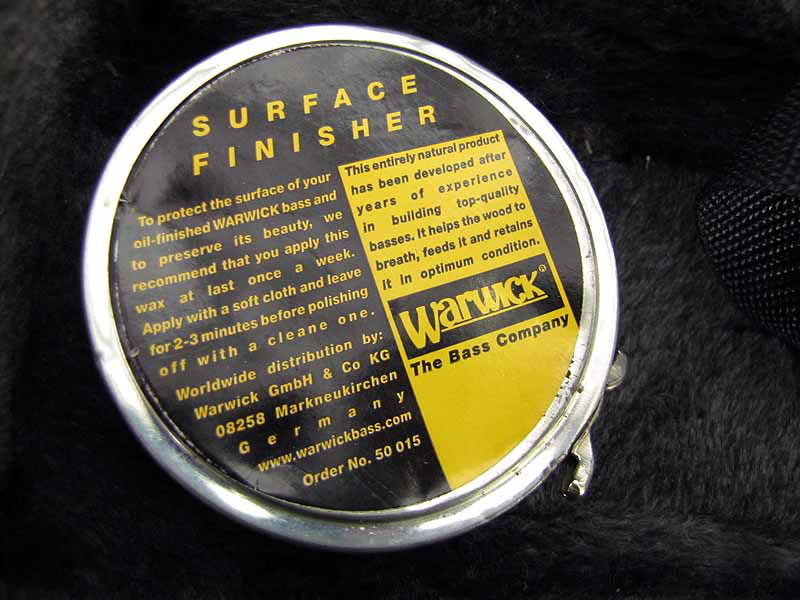 SURFACE
FINISHER
To protect the surface of your
oil-finished WARWICK bass and
to preserve its beauty, we
recommend that you apply this
wax at last once a week.
Apply with a soft cloth and leave
for 2-3 minutes before polishing
off with a cleane one.
Worldwide distribution by:
Warwick GmbH & Co KG
08258 Markneukirchen
Germany
www.warwickbass.com
Order No. 50 015
This entirely natural product
has been developed after
years of experience
in building top-quality
basses. It helps the wood to
breath, feeds it and retains
it in optimum condition.
Warwick®
The Bass Company